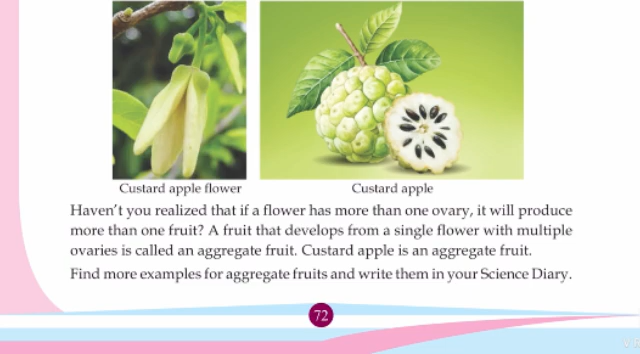 Custard apple flower
Custard apple
Haven't you realized that if a flower has more than one ovary, it will produce
more than one fruit? A fruit that develops from a single flower with multiple
ovaries is called an aggregate fruit. Custard apple is an aggregate fruit.
Find more examples for aggregate fruits and write them in your Science Diary.
72